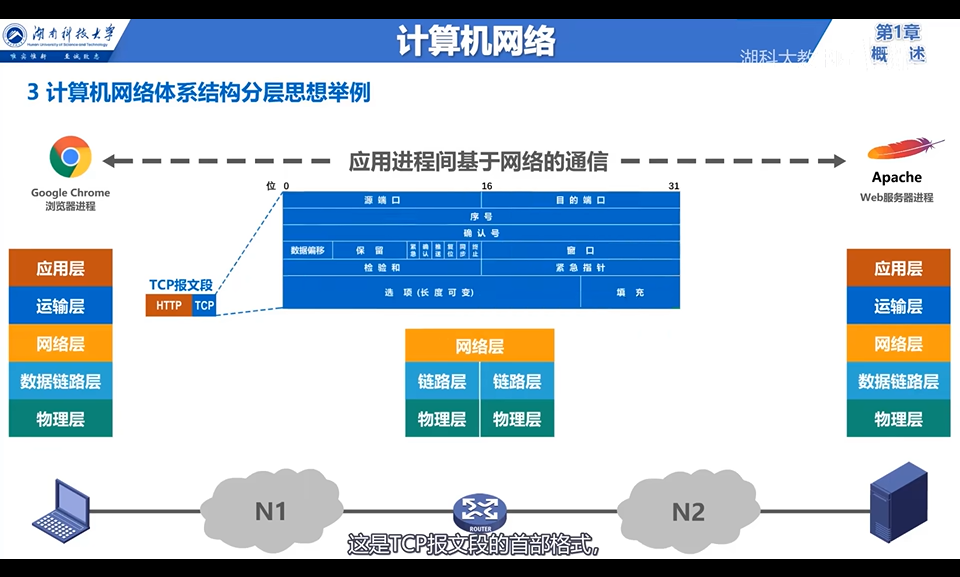 湖南科技大学
Hunan University of Science and Technology
唯实惟新 至诚致志
计算机网络
第1章
概 述
湖科大教
3 计算机网络体系结构分层思想举例
应用进程间基于网络的通信
Google Chrome
浏览器进程
Apache
Web服务器进程
位 0 16 31
源端口 目的端口
序号
确认号
数据偏移 保留 紧急 确认 推送 复位 同步 终止 窗口
检验和 紧急指针
选项(长度可变) 填充
TCP报文段
HTTP TCP
应用层
运输层
网络层
数据链路层
物理层
网络层
链路层 链路层
物理层 物理层
应用层
运输层
网络层
数据链路层
物理层
N1
ROUTER
N2
这是TCP报文段的首部格式，